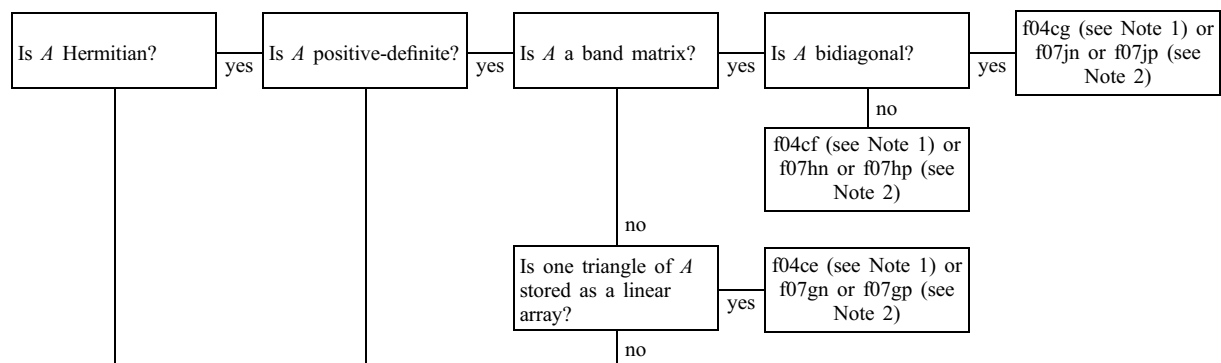 Is A Hermitian?
yes
Is A positive-definite?
yes
Is A a band matrix?
yes
Is A bidiagonal?
yes
f04cg (see Note 1) or
f07jn or f07jp (see
Note 2)
no
f04cf (see Note 1) or
f07hn or f07hp (see
Note 2)
no
Is one triangle of A
stored as a linear
array?
yes
f04ce (see Note 1) or
f07gn or f07gp (see
Note 2)
no